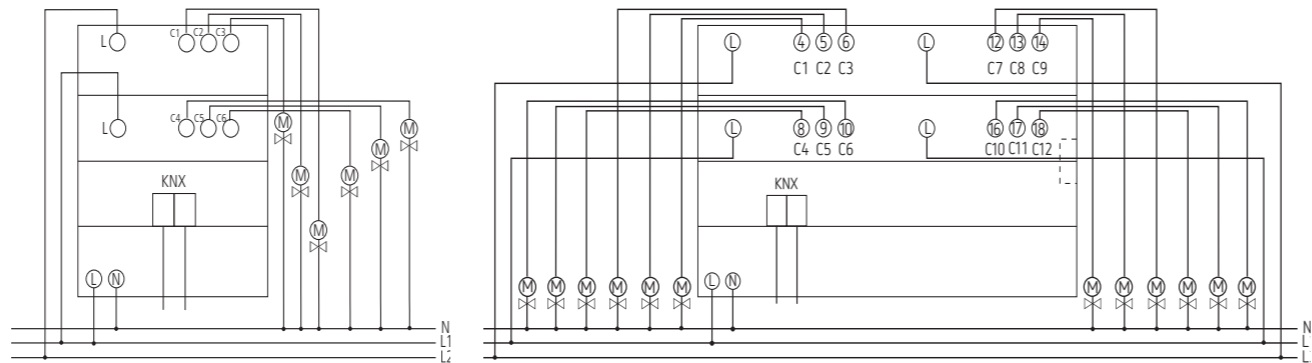 L C1 C2 C3
L C4 C5 C6
M M M M M M
KNX
L N
N
L1
L2
L 4 5 6 L 12 13 14
C1 C2 C3 C7 C8 C9
L 8 9 10 L 16 17 18
C4 C5 C6 C10 C11 C12
KNX
M M M M M M L N M M M M M M
N
L
L